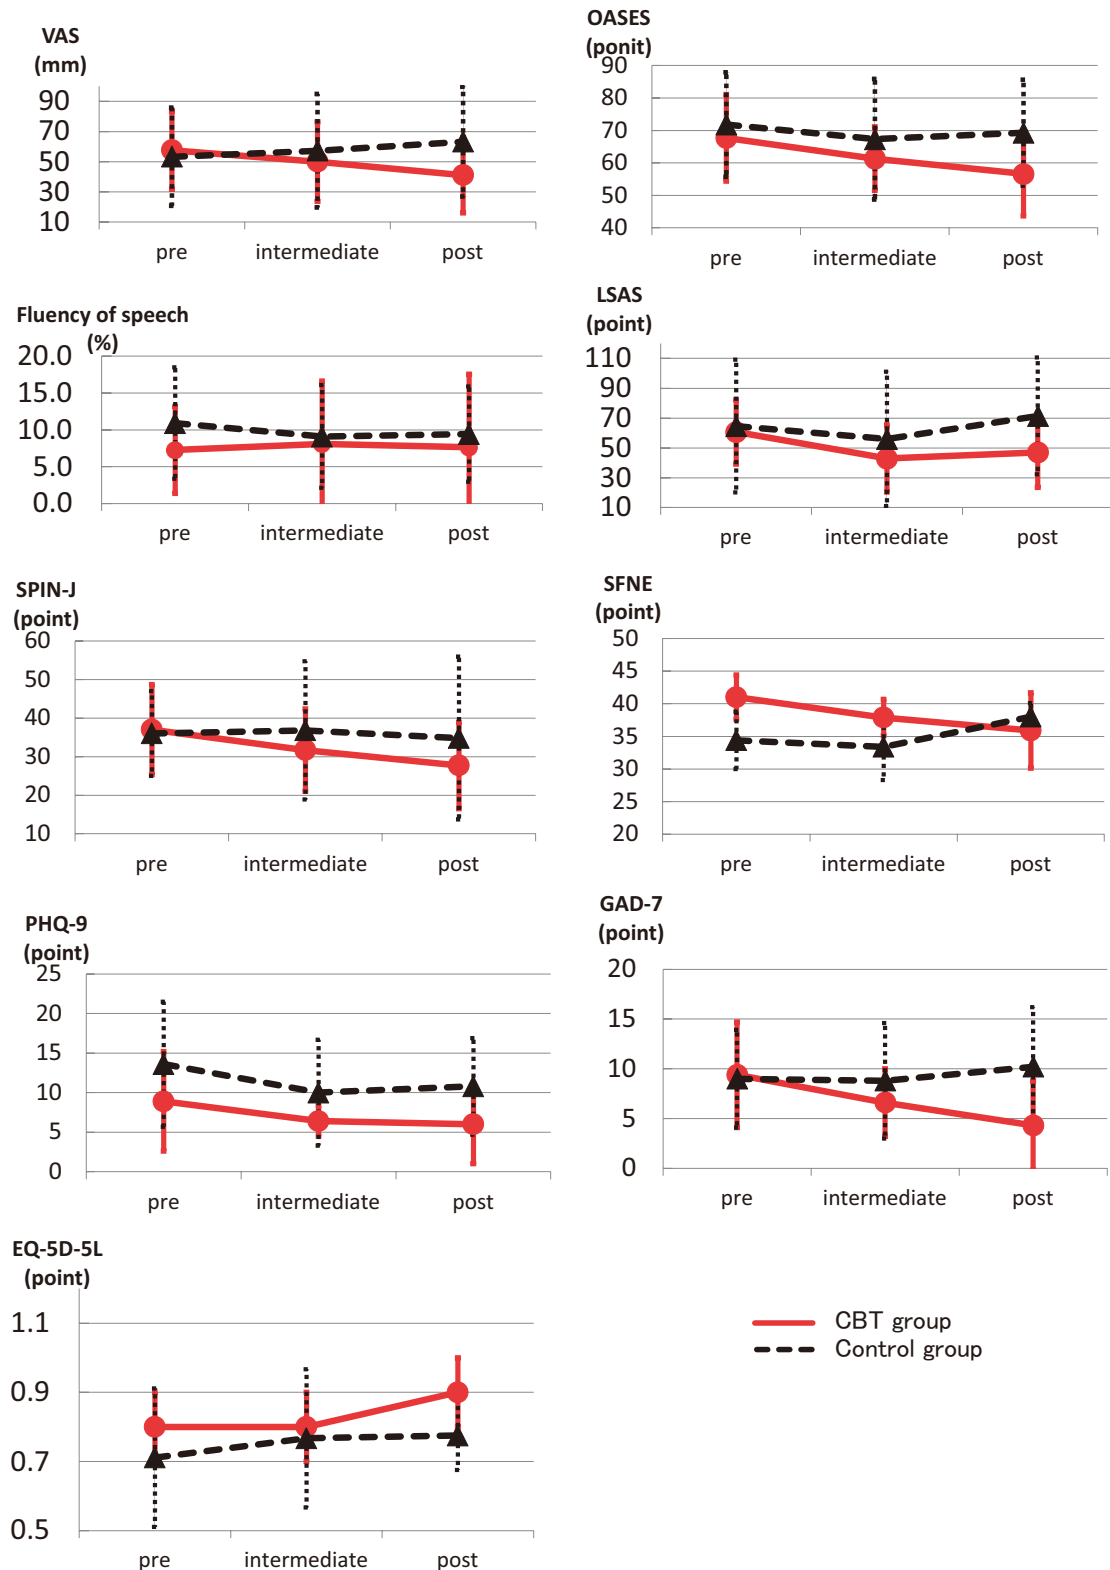 VAS
(mm)
90
70
50
30
10
pre intermediate post
OASES
(ponit)
90
80
70
60
50
40
pre intermediate post
Fluency of speech
(%)
20.0
15.0
10.0
5.0
0.0
pre intermediate post
LSAS
(point)
110
90
70
50
30
10
pre intermediate post
SPIN-J
(point)
60
50
40
30
20
10
pre intermediate post
SFNE
(point)
50
45
40
35
30
25
20
pre intermediate post
PHQ-9
(point)
25
20
15
10
5
0
pre intermediate post
GAD-7
(point)
20
15
10
5
0
pre intermediate post
EQ-5D-5L
(point)
1.1
0.9
0.7
0.5
pre intermediate post
CBT group
Control group